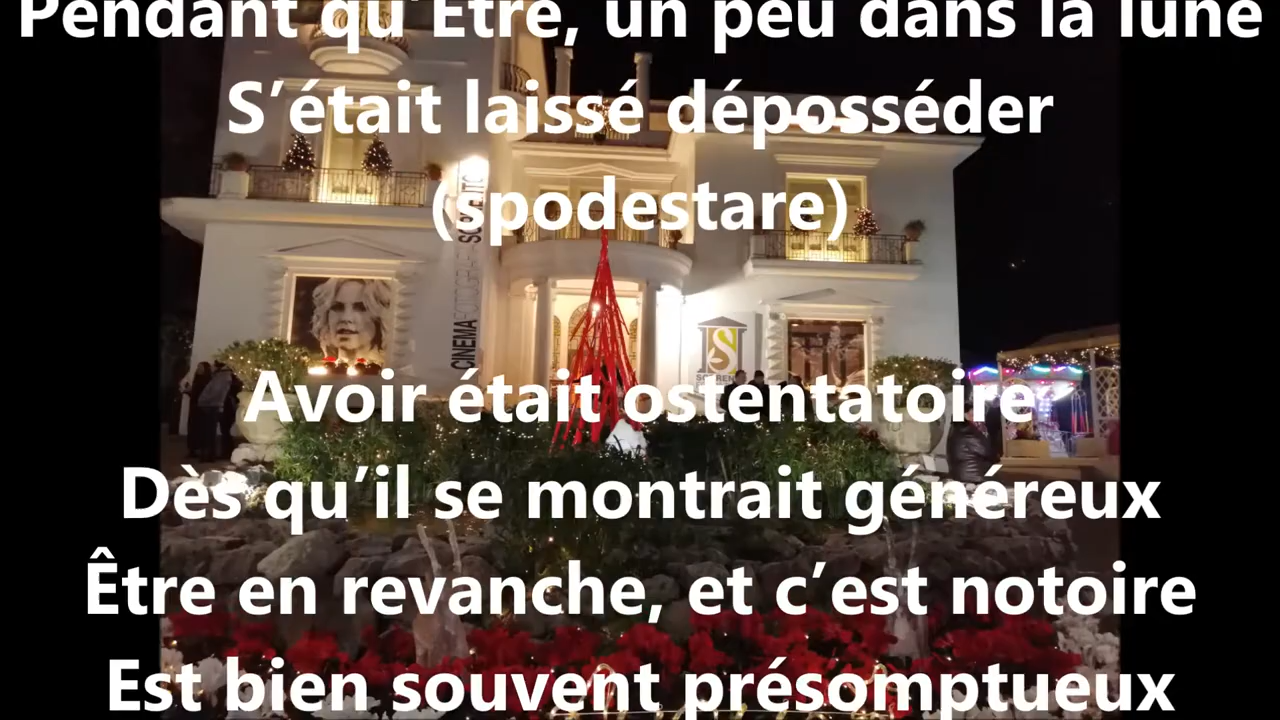 Pendant qu'Être, un peu dans la lune
S'était laissé déposséder
(spodestare)
Avoir était ostentatoire
Dès qu'il se montrait généreux
Être en revanche, et c'est notoire
Est bien souvent présomptueux
CINEMA